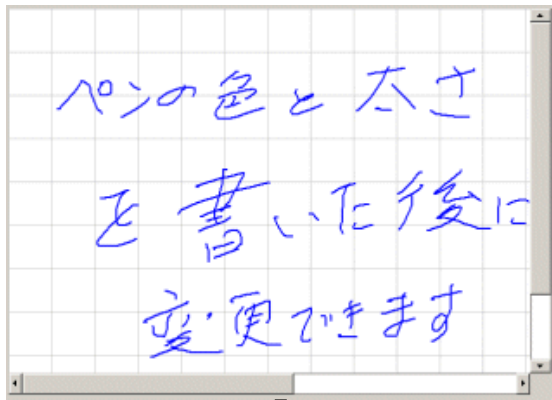 ペンの色と太さ
を書いた後に
変更できます